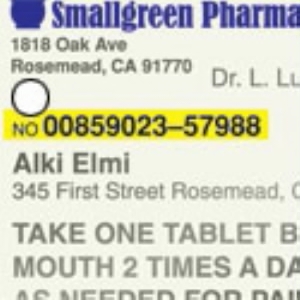 Smallgreen Pharma
1818 Oak Ave
Rosemead, CA 91770
Dr. L. Lu
NO 00859023–57988
Alki Elmi
345 First Street Rosemead, C
TAKE ONE TABLET B
MOUTH 2 TIMES A DA
AS NEEDED FOR PAI